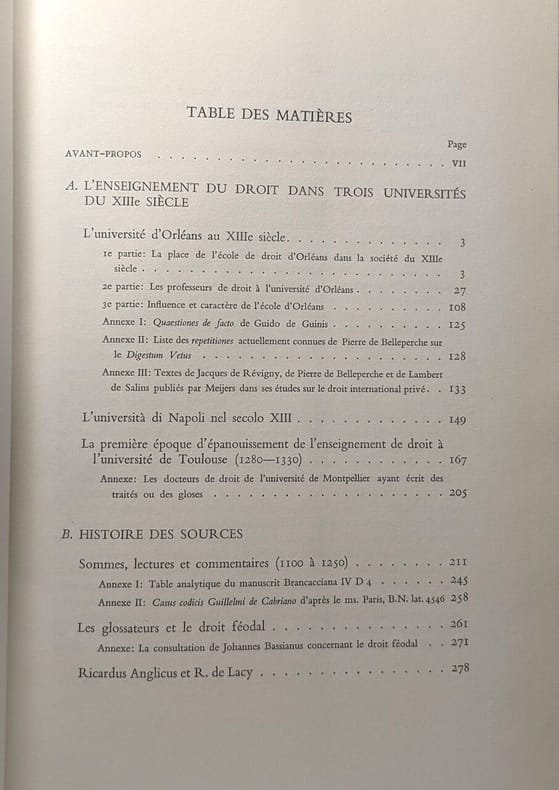 TABLE DES MATIÈRES
Page
AVANT-PROPOS . . . . . . . . . . . . . . . . . . . . . . . . VII
A. L'ENSEIGNEMENT DU DROIT DANS TROIS UNIVERSITÉS
DU XIIIe SIÈCLE
L'université d'Orléans au XIIIe siècle. . . . . . . . . . . . . . 3
1e partie: La place de l'école de droit d'Orléans dans la société du XIIIe
siècle . . . . . . . . . . . . . . . . . . . . . . . 3
2e partie: Les professeurs de droit à l'université d'Orléans . . . . . . . . 27
3e partie: Influence et caractère de l'école d'Orléans . . . . . . . . . . 108
Annexe I: Quaestiones de facto de Guido de Guinis . . . . . . . . . . 125
Annexe II: Liste des repetitiones actuellement connues de Pierre de Belleperche sur
le Digestum Vetus . . . . . . . . . . . . . . . . . . . 128
Annexe III: Textes de Jacques de Révigny, de Pierre de Belleperche et de Lambert
de Salins publiés par Meijers dans ses études sur le droit international privé. . 133
L'università di Napoli nel secolo XIII . . . . . . . . . . . . . 149
La première époque d'épanouissement de l'enseignement de droit à
l'université de Toulouse (1280—1330) . . . . . . . . . . . . 167
Annexe: Les docteurs de droit de l'université de Montpellier ayant écrit des
traités ou des gloses . . . . . . . . . . . . . . . . . . 205
B. HISTOIRE DES SOURCES
Sommes, lectures et commentaires (1100 à 1250) . . . . . . . . 211
Annexe I: Table analytique du manuscrit Brancacciana IV D 4 . . . . . . 245
Annexe II: Casus codicis Guillelmi de Cabriano d'après le ms. Paris, B.N. lat. 4546 258
Les glossateurs et le droit féodal . . . . . . . . . . . . . . . 261
Annexe: La consultation de Johannes Bassianus concernant le droit féodal . . 271
Ricardus Anglicus et R. de Lacy . . . . . . . . . . . . . . . . 278